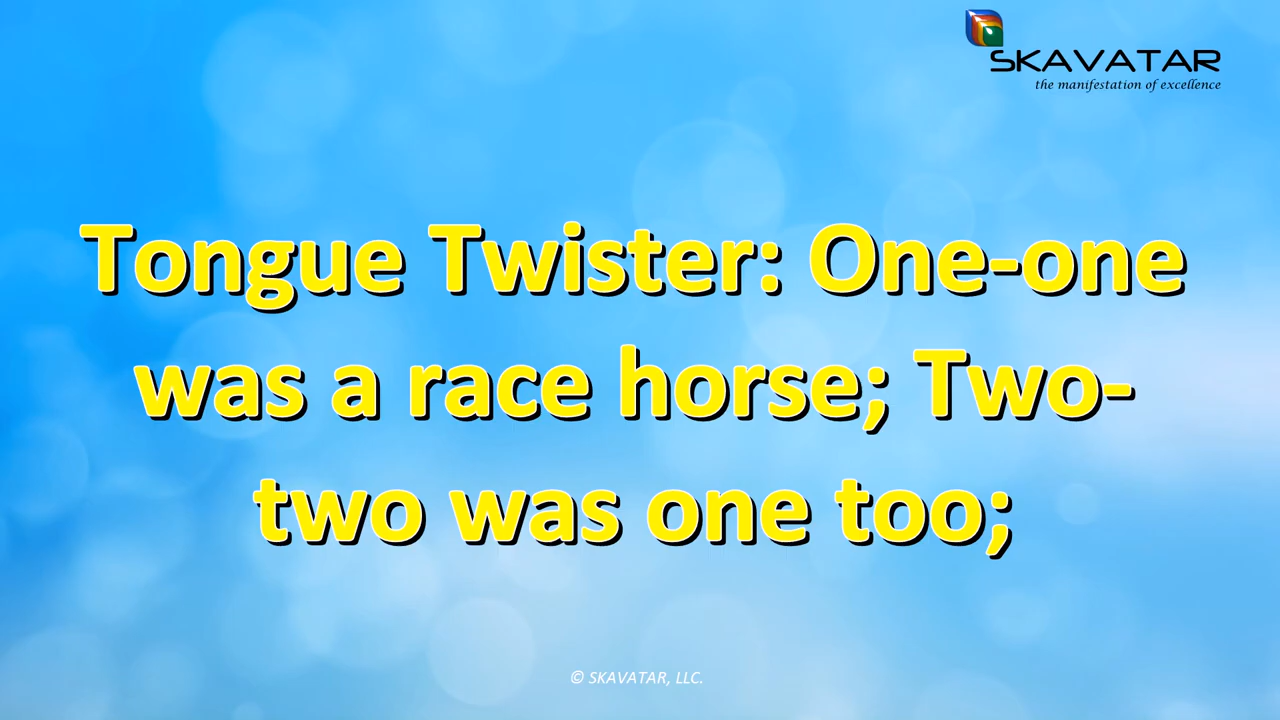 SKAVATAR
the manifestation of excellence
Tongue Twister: One-one
was a race horse; Two-
two was one too;
© SKAVATAR, LLC.